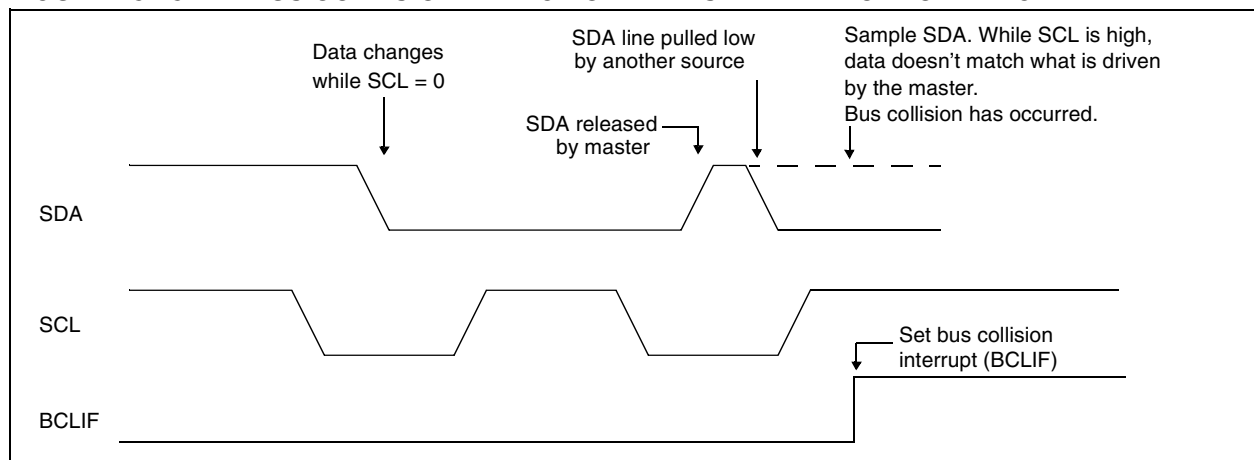 Data changes
while SCL = 0
SDA line pulled low
by another source
Sample SDA. While SCL is high,
data doesn't match what is driven
by the master.
Bus collision has occurred.
SDA released
by master
SDA
SCL
Set bus collision
interrupt (BCLIF)
BCLIF